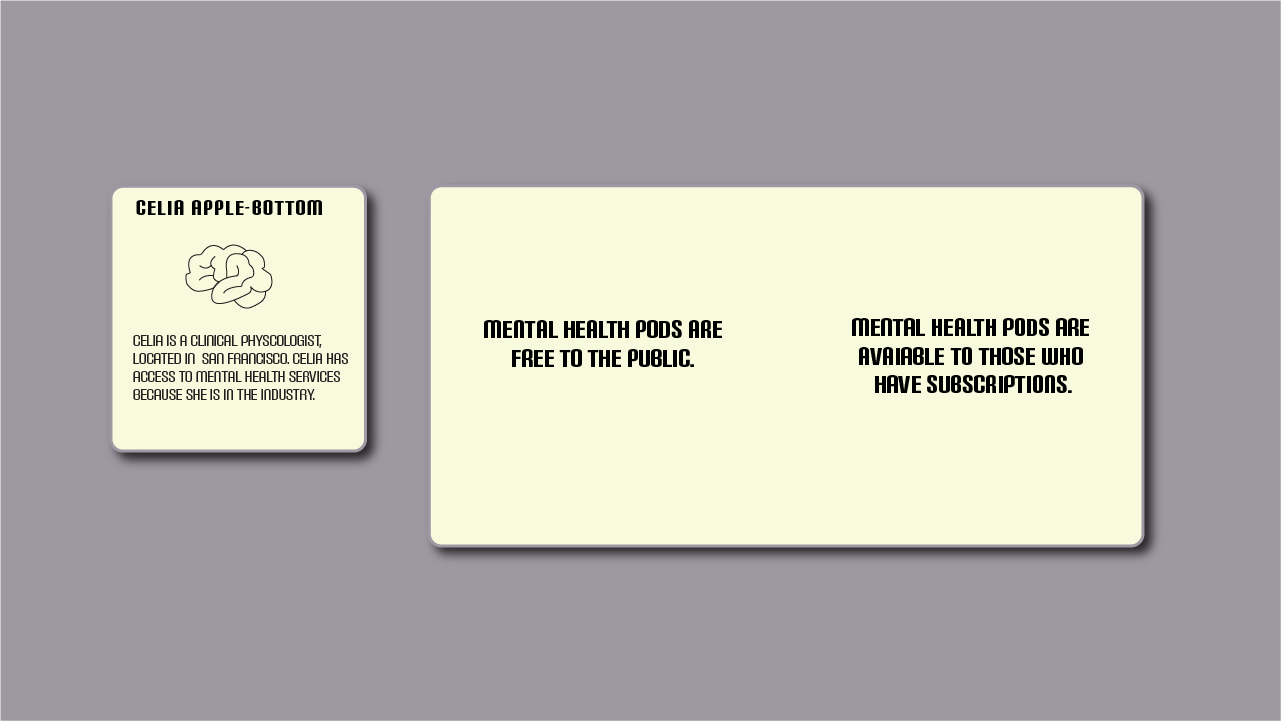 CELIA APPLE-BOTTOM
CELIA IS A CLINICAL PHYSCOLOGIST,
LOCATED IN SAN FRANCISCO. CELIA HAS
ACCESS TO MENTAL HEALTH SERVICES
BECAUSE SHE IS IN THE INDUSTRY.
MENTAL HEALTH PODS ARE
FREE TO THE PUBLIC.
MENTAL HEALTH PODS ARE
AVAIABLE TO THOSE WHO
HAVE SUBSCRIPTIONS.